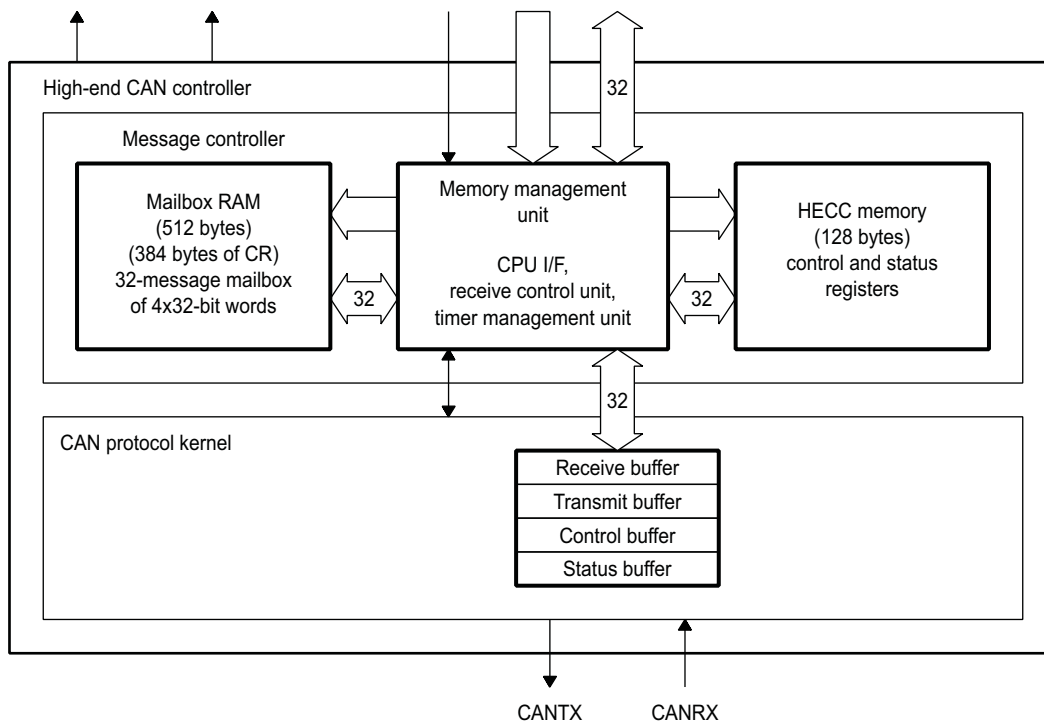 32
High-end CAN controller
Message controller
Mailbox RAM
(512 bytes)
(384 bytes of CR)
32-message mailbox
of 4x32-bit words
32
Memory management
unit
CPU I/F,
receive control unit,
timer management unit
32
HECC memory
(128 bytes)
control and status
registers
32
CAN protocol kernel
Receive buffer
Transmit buffer
Control buffer
Status buffer
CANTX
CANRX